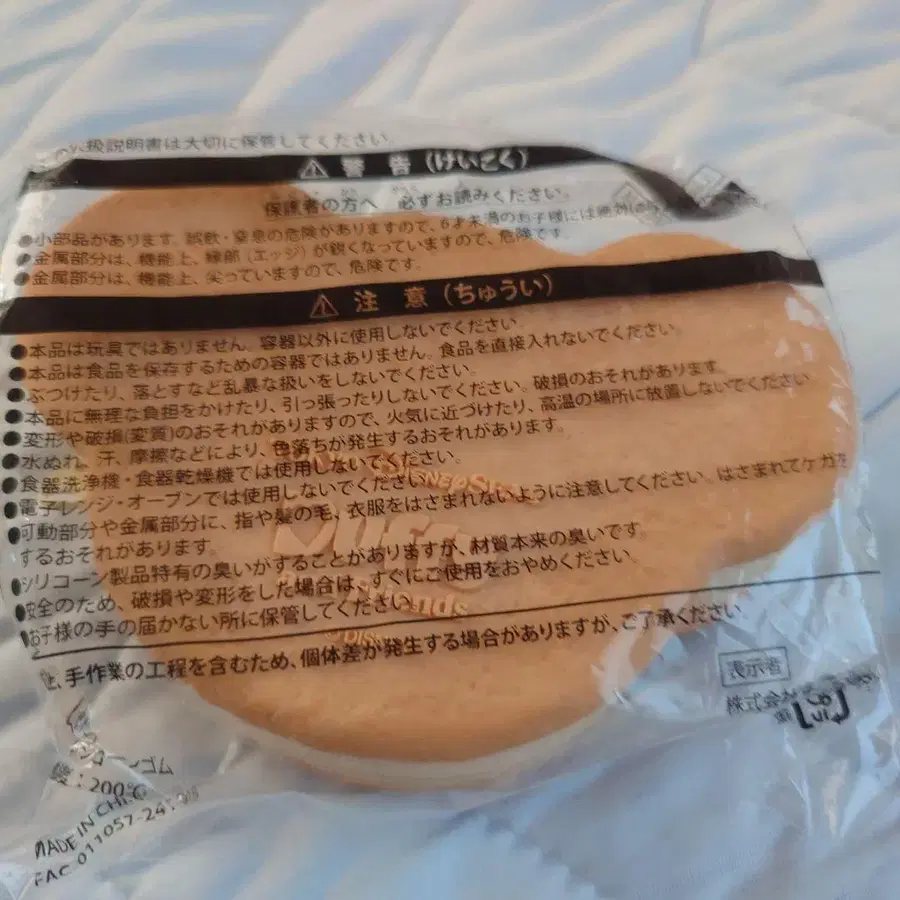 扱説明書は大切に保管してください。
⚠ 警 告 (けいこく)
保護者の方へ 必ずお読みください。
●小部品があります。誤飲・窒息の危険がありますので、6才未満のお子様には絶対に
●金属部分は、機能上、縁部 (エッジ) が鋭くなっていますので、危険です。
●金属部分は、機能上、尖っていますので、危険です。
⚠ 注 意 (ちゅうい)
●本品は玩具ではありません。容器以外に使用しないでください。
●本品は食品を保存するための容器ではありません。食品を直接入れないでください。
●ぶつけたり、落とすなど乱暴な扱いをしないでください。破損のおそれがあります。
●本品に無理な負担をかけたり、引っ張ったりしないでください。
●変形や破損(変質)のおそれがありますので、火気に近づけたり、高温の場所に放置しないでください
●水ぬれ、汗、摩擦などにより、色落ちが発生するおそれがあります。
●食器洗浄機・食器乾燥機では使用しないでください。
●電子レンジ・オーブンでは使用しないでください。
●可動部分や金属部分に、指や髪の毛、衣服をはさまれないように注意してください。はさまれてケガを
するおそれがあります。
●シリコーン製品特有の臭いがすることがありますが、材質本来の臭いです。
●安全のため、破損や変形をした場合は、すぐにご使用をおやめください。
●お子様の手の届かない所に保管してください。
上、手作業の工程を含むため、個体差が発生する場合がありますが、ご了承ください。
表示者
株式会社
ーンゴム
200℃
MADE IN CHI
FAC 011057-24